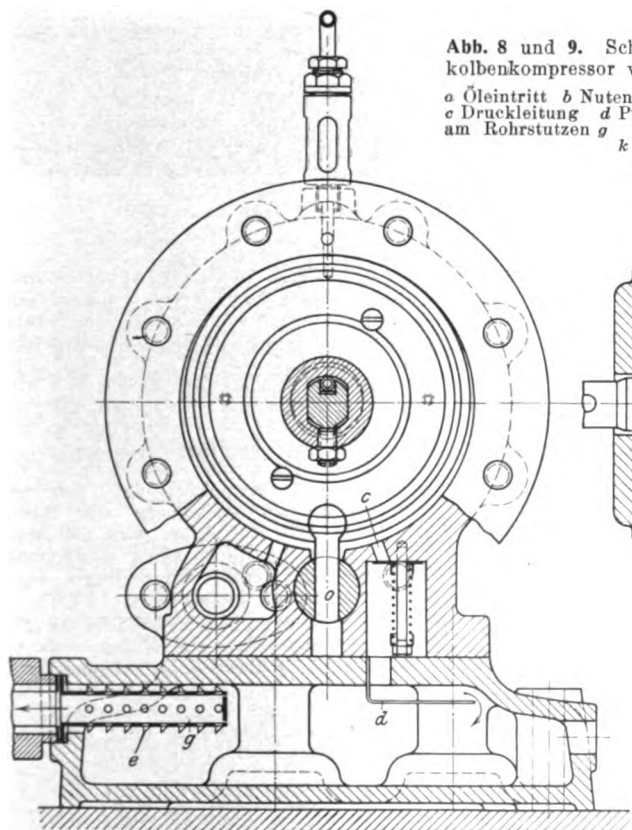 Abb. 8 und 9. Sch
kolbenkompressor v
a Öleintritt b Nuten
c Druckleitung d P
am Rohrstutzen g
k
c
o
d
e
g